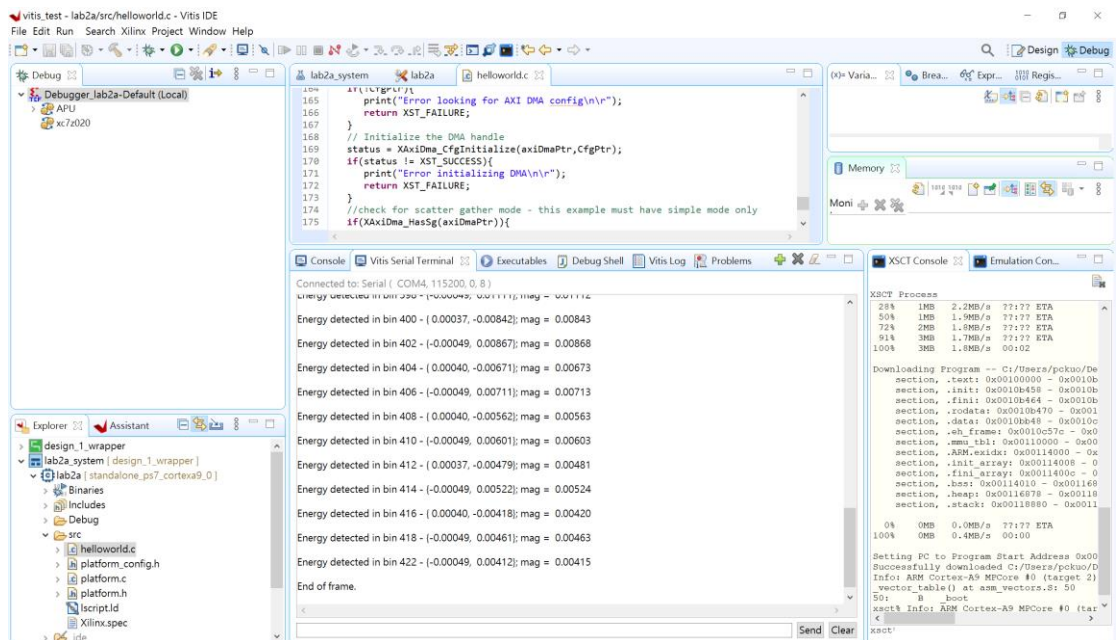 vitis_test - lab2a/src/helloworld.c - Vitis IDE
File Edit Run Search Xilinx Project Window Help
Design Debug
Debug
Debugger_lab2a-Default (Local)
APU
xc7z020
lab2a_system lab2a helloworld.c
164 if(!CfgPtr){
165 print("Error looking for AXI DMA config\n\r");
166 return XST_FAILURE;
167 }
168 // Initialize the DMA handle
169 status = XAxiDma_CfgInitialize(axiDmaPtr,CfgPtr);
170 if(status != XST_SUCCESS){
171 print("Error initializing DMA\n\r");
172 return XST_FAILURE;
173 }
174 //check for scatter gather mode - this example must have simple mode only
175 if(XAxiDma_HasSg(axiDmaPtr)){
(x)= Varia... Brea... Expr... Regis...
Memory
Moni
Explorer Assistant
design_1_wrapper
lab2a_system [ design_1_wrapper ]
lab2a [ standalone_ps7_cortexa9_0 ]
Binaries
Includes
Debug
src
helloworld.c
platform_config.h
platform.c
platform.h
lscript.ld
Xilinx.spec
_ide
Console Vitis Serial Terminal Executables Debug Shell Vitis Log Problems
Connected to: Serial ( COM4, 115200, 0, 8 )
Energy detected in bin 398 - (-0.00049, 0.01111); mag = 0.01112
Energy detected in bin 400 - ( 0.00037, -0.00842); mag = 0.00843
Energy detected in bin 402 - (-0.00049, 0.00867); mag = 0.00868
Energy detected in bin 404 - ( 0.00040, -0.00671); mag = 0.00673
Energy detected in bin 406 - (-0.00049, 0.00711); mag = 0.00713
Energy detected in bin 408 - ( 0.00040, -0.00562); mag = 0.00563
Energy detected in bin 410 - (-0.00049, 0.00601); mag = 0.00603
Energy detected in bin 412 - ( 0.00037, -0.00479); mag = 0.00481
Energy detected in bin 414 - (-0.00049, 0.00522); mag = 0.00524
Energy detected in bin 416 - ( 0.00040, -0.00418); mag = 0.00420
Energy detected in bin 418 - (-0.00049, 0.00461); mag = 0.00463
Energy detected in bin 422 - (-0.00049, 0.00412); mag = 0.00415
End of frame.
Send Clear
XSCT Console Emulation Con...
XSCT Process
28% 1MB 2.2MB/s ??:?? ETA
50% 1MB 1.9MB/s ??:?? ETA
72% 2MB 1.8MB/s ??:?? ETA
91% 3MB 1.7MB/s ??:?? ETA
100% 3MB 1.8MB/s 00:02
Downloading Program -- C:/Users/pckuo/De
section, .text: 0x00100000 - 0x0010b
section, .init: 0x0010b458 - 0x0010b
section, .fini: 0x0010b464 - 0x0010b
section, .rodata: 0x0010b470 - 0x001
section, .data: 0x0010bb48 - 0x0010c
section, .eh_frame: 0x0010c57c - 0x0
section, .mmu_tbl: 0x00110000 - 0x00
section, .ARM.exidx: 0x00114000 - 0x
section, .init_array: 0x00114008 - 0
section, .fini_array: 0x0011400c - 0
section, .bss: 0x00114010 - 0x001168
section, .heap: 0x00116878 - 0x00118
section, .stack: 0x00118880 - 0x0011
0% 0MB 0.0MB/s ??:?? ETA
100% 0MB 0.4MB/s 00:00
Setting PC to Program Start Address 0x00
Successfully downloaded C:/Users/pckuo/D
Info: ARM Cortex-A9 MPCore #0 (target 2)
_vector_table() at asm_vectors.S: 50
50: B _boot
xsct% Info: ARM Cortex-A9 MPCore #0 (tar
xsct%